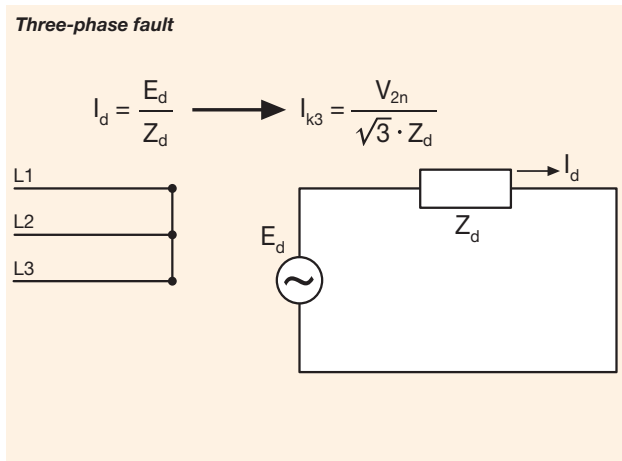 Three-phase fault
I_d = E_d / Z_d → I_k3 = V_2n / (√3 · Z_d)
L1
L2
L3
I_d
Z_d
E_d
~